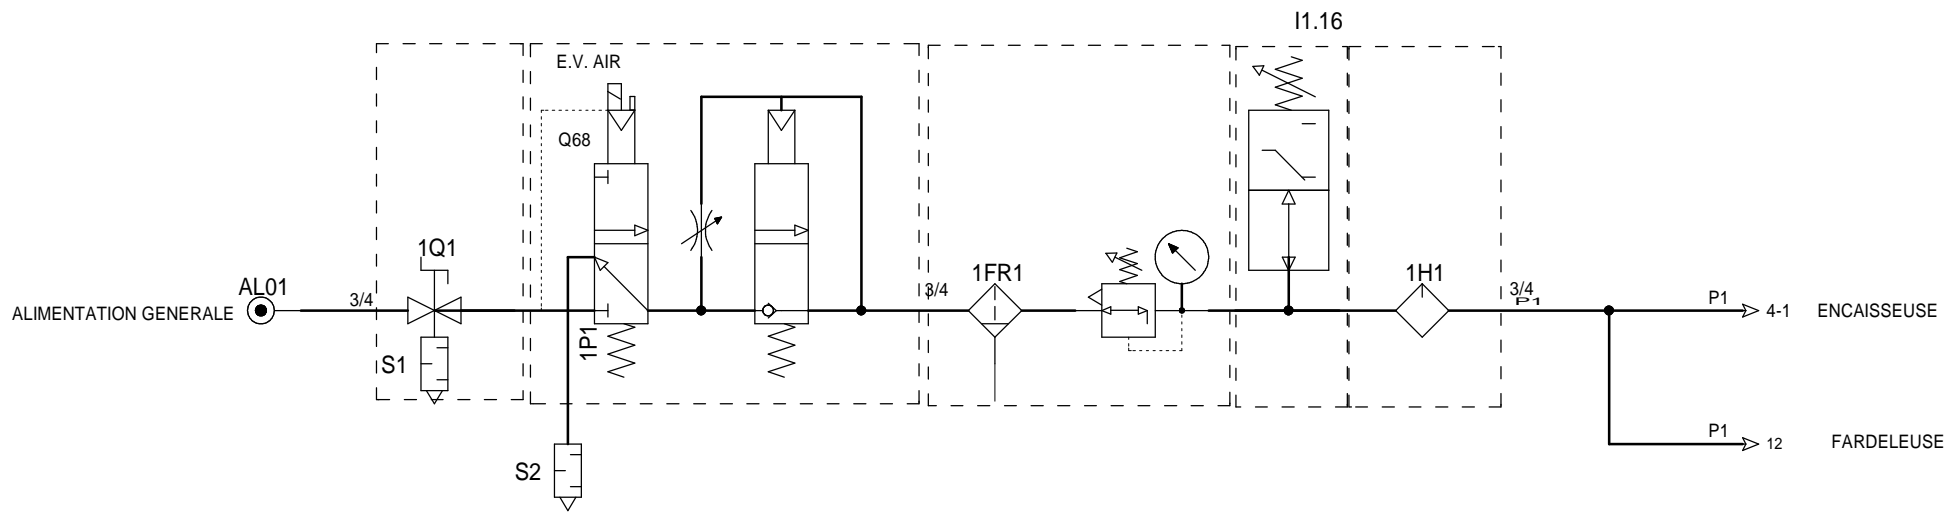 I1.16
E.V. AIR
Q68
1Q1
AL01
3/4
ALIMENTATION GENERALE
S1
1P1
S2
3/4
1FR1
1H1
3/4
P1
P1
4-1
ENCAISSEUSE
P1
12
FARDELEUSE